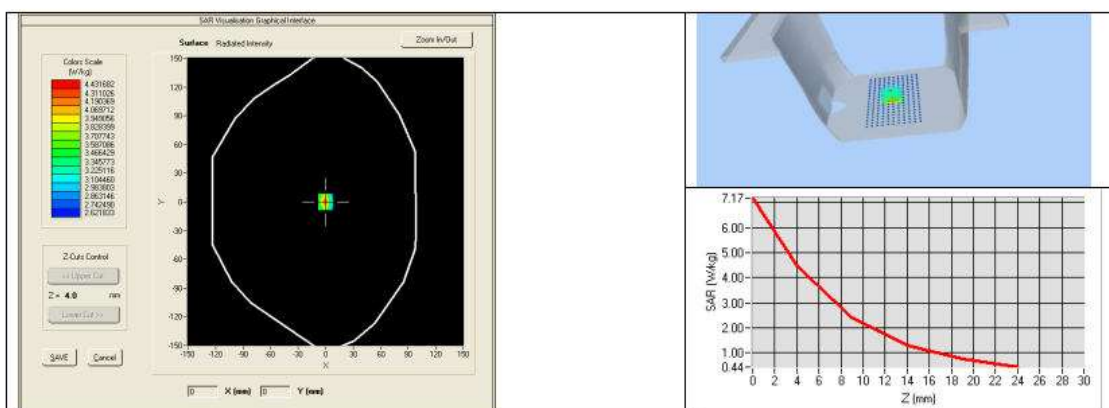 SAR Visualisation Graphical Interface
Surface Radiated Intensity
Zoom In/Out
Colors Scale
(W/kg)
4.431682
4.311026
4.190369
4.069712
3.949056
3.828399
3.707743
3.587086
3.466429
3.345773
3.225116
3.104460
2.983803
2.863146
2.742490
2.621833
150
120
90
60
30
0
-30
-60
-90
-120
-150
Y
-150 -120 -90 -60 -30 0 30 60 90 120 150
X
Z-Cuts Control
<< Upper Cut
Z = 4.0 mm
Lower Cut >>
SAVE Cancel
0 X (mm) 0 Y (mm)
7.17
6.00
5.00
4.00
3.00
2.00
1.00
0.44
SAR (W/kg)
0 2 4 6 8 10 12 14 16 18 20 22 24 26 28 30
Z (mm)